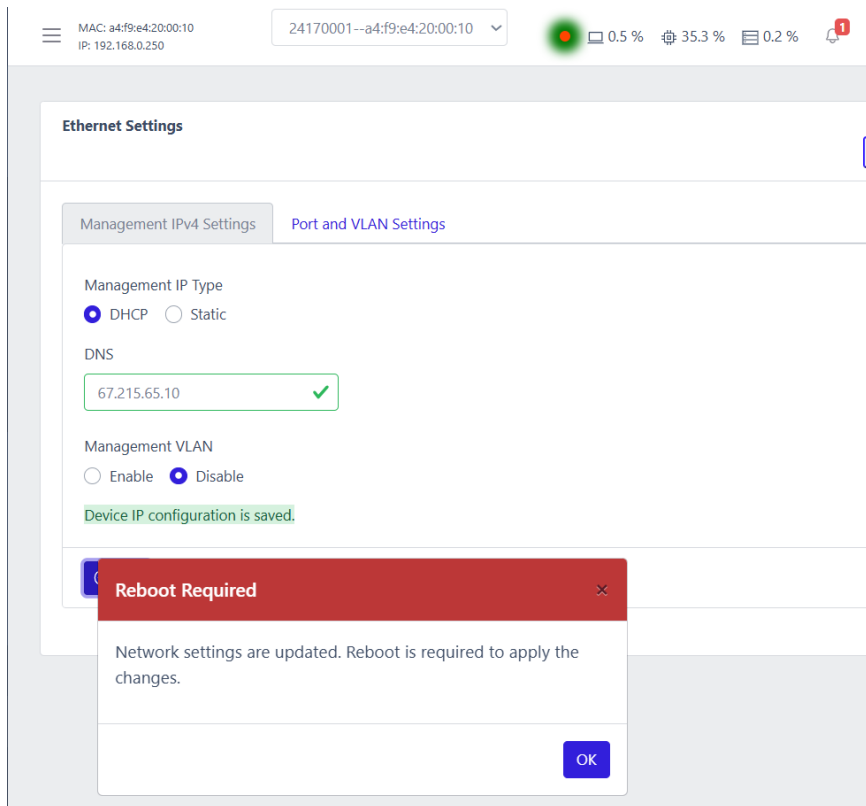 MAC: a4:f9:e4:20:00:10
IP: 192.168.0.250
24170001--a4:f9:e4:20:00:10
0.5 %
35.3 %
0.2 %
1
Ethernet Settings
Management IPv4 Settings
Port and VLAN Settings
Management IP Type
DHCP
Static
DNS
67.215.65.10
Management VLAN
Enable
Disable
Device IP configuration is saved.
Reboot Required
×
Network settings are updated. Reboot is required to apply the
changes.
OK